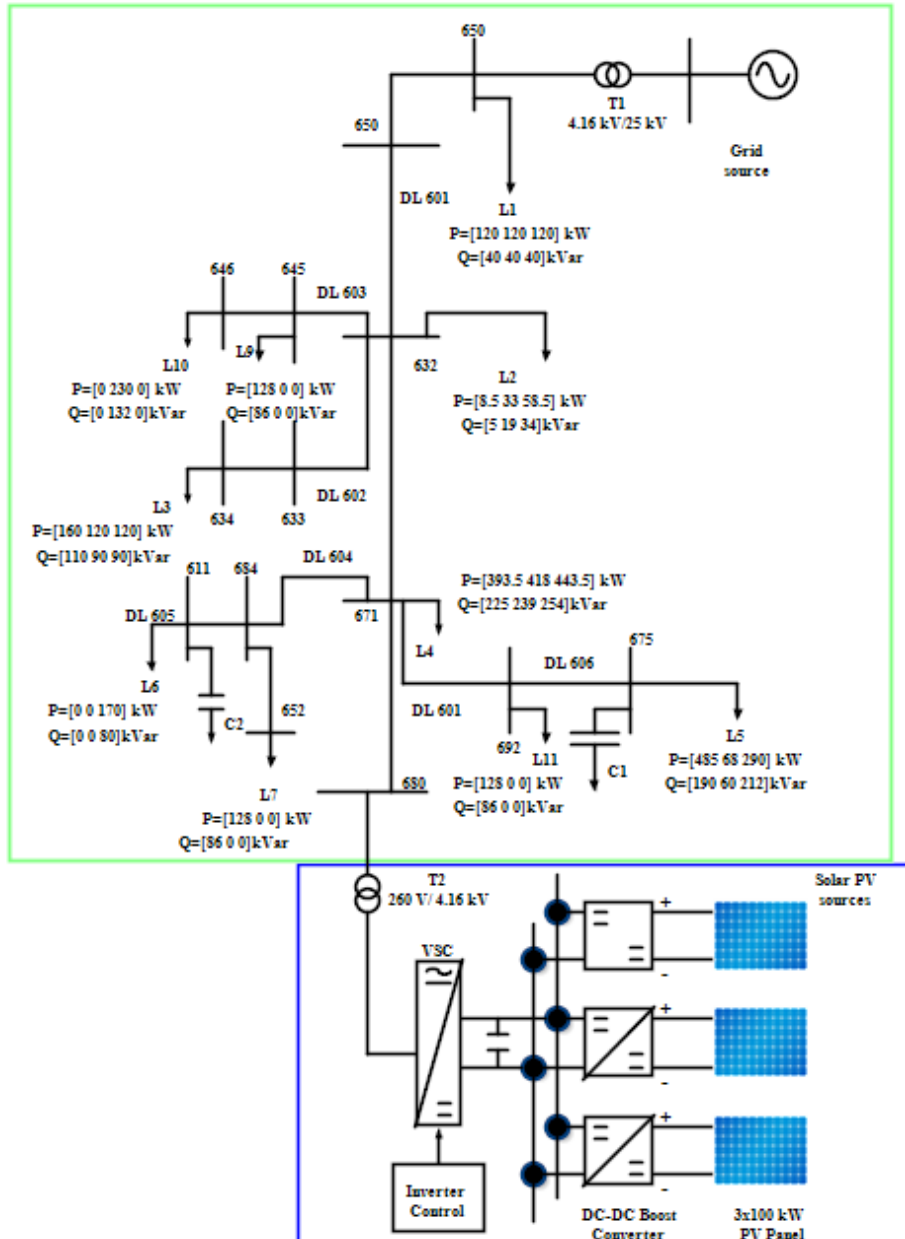 650
T1
4.16 kV/25 kV
Grid
source
650
DL 601
L1
P=[120 120 120] kW
Q=[40 40 40]kVar
646
645
DL 603
L10
L9
632
L2
P=[0 230 0] kW
Q=[0 132 0]kVar
P=[128 0 0] kW
Q=[86 0 0]kVar
P=[8.5 33 58.5] kW
Q=[5 19 34]kVar
L3
634
633
DL 602
P=[160 120 120] kW
Q=[110 90 90]kVar
611
684
DL 604
P=[393.5 418 443.5] kW
Q=[225 239 254]kVar
DL 605
671
L4
675
DL 606
L6
P=[0 0 170] kW
Q=[0 0 80]kVar
C2
652
DL 601
692
L11
C1
L5
P=[485 68 290] kW
Q=[190 60 212]kVar
P=[128 0 0] kW
Q=[86 0 0]kVar
L7
P=[128 0 0] kW
Q=[86 0 0]kVar
680
T2
260 V/ 4.16 kV
Solar PV
sources
VSC
+
-
+
-
+
-
Inverter
Control
DC-DC Boost
Converter
3x100 kW
PV Panel